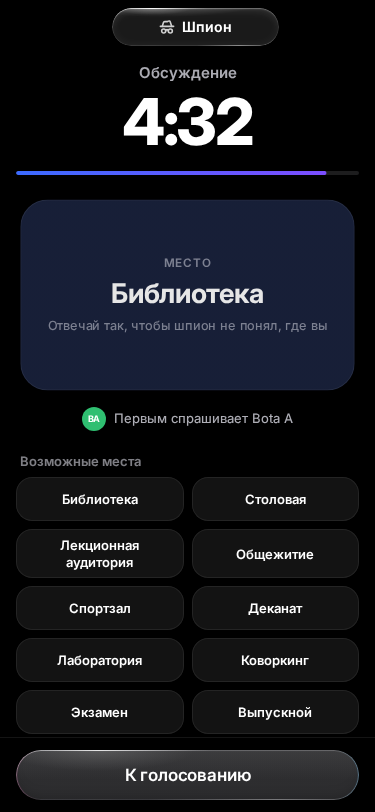 Шпион
Обсуждение
4:32
МЕСТО
Библиотека
Отвечай так, чтобы шпион не понял, где вы
BA
Первым спрашивает Bota A
Возможные места
Библиотека
Столовая
Лекционная
аудитория
Общежитие
Спортзал
Деканат
Лаборатория
Коворкинг
Экзамен
Выпускной
К голосованию